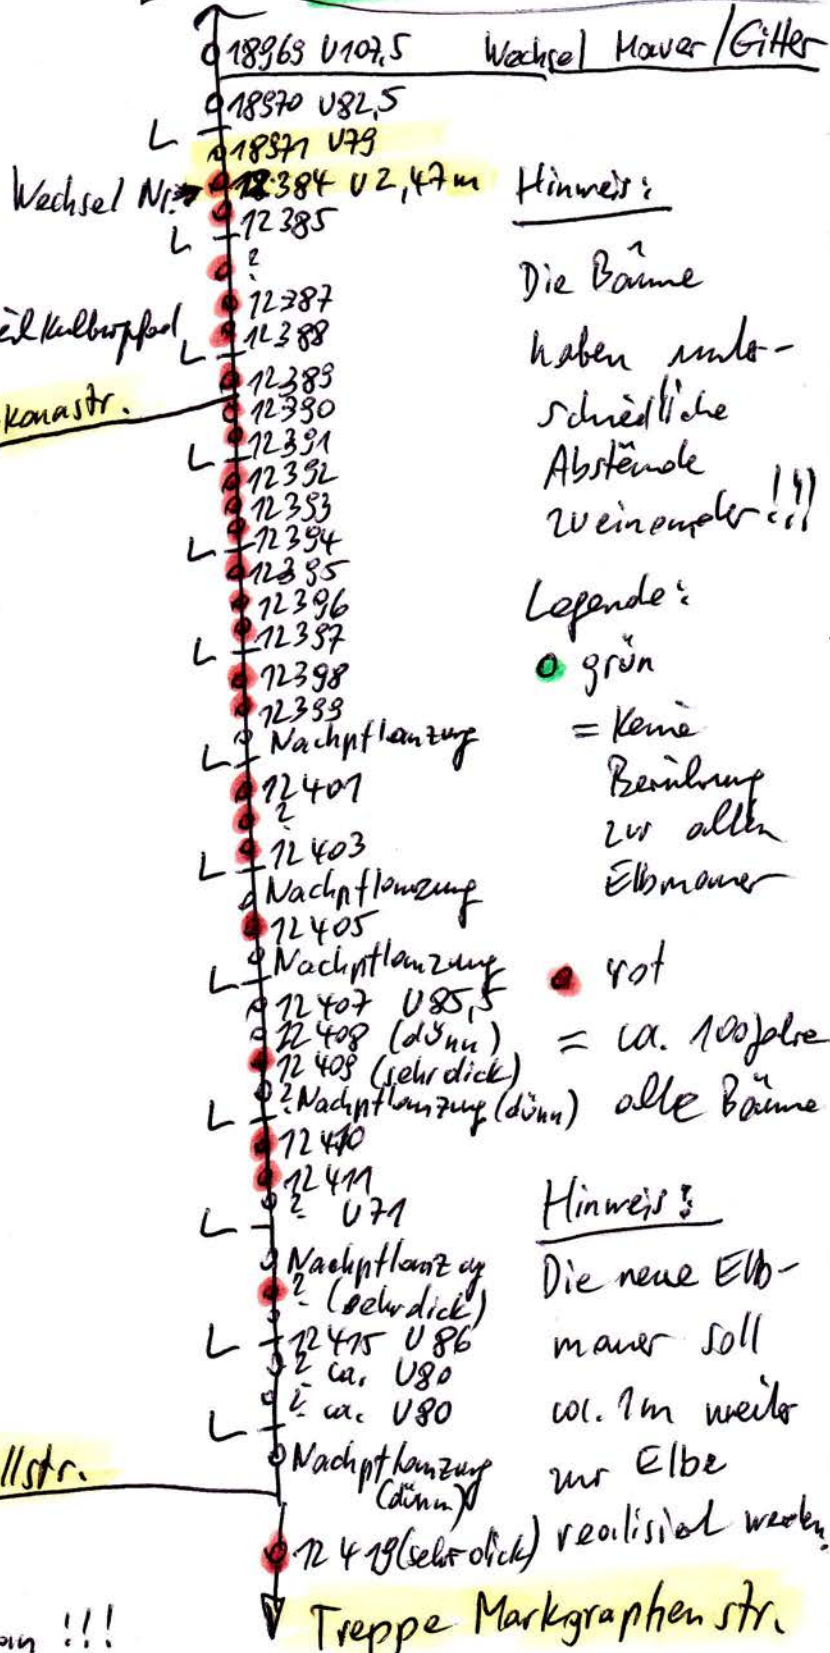 18969 U107,5 Wechsel Mauer/Gitter
18970 U82,5
L
18971 U79
Wechsel Nr. 12384 U2,47m
12385
L
?
12387
12388
L
12389
konastr.
12390
12391
L
12392
12393
12394
L
12395
12396
12397
L
12398
12399
Nachpflanzung
L
12401
?
12403
L
Nachpflanzung
12405
Nachpflanzung
L
12407 U85,5
12408 (dünn)
12409 (sehr dick)
? Nachpflanzung (dünn)
L
12410
12411
? U71
L
Nachpflanzung
? (sehr dick)
L
12415 U86
? ca. U80
? ca. U80
L
Nachpflanzung
(dünn)
llstr.
12419 (sehr dick)
Treppe Markgraphenstr.
!!!
Hinweis:
Die Bäume
haben unter-
schiedliche
Abstände
zueinander!!!
Legende:
grün
= Keine
Berührung
zur alten
Elbmauer
rot
= ca. 100 Jahre
alte Bäume
Hinweis:
Die neue Elb-
mauer soll
ca. 1m weiter
zur Elbe
realisiert werden.